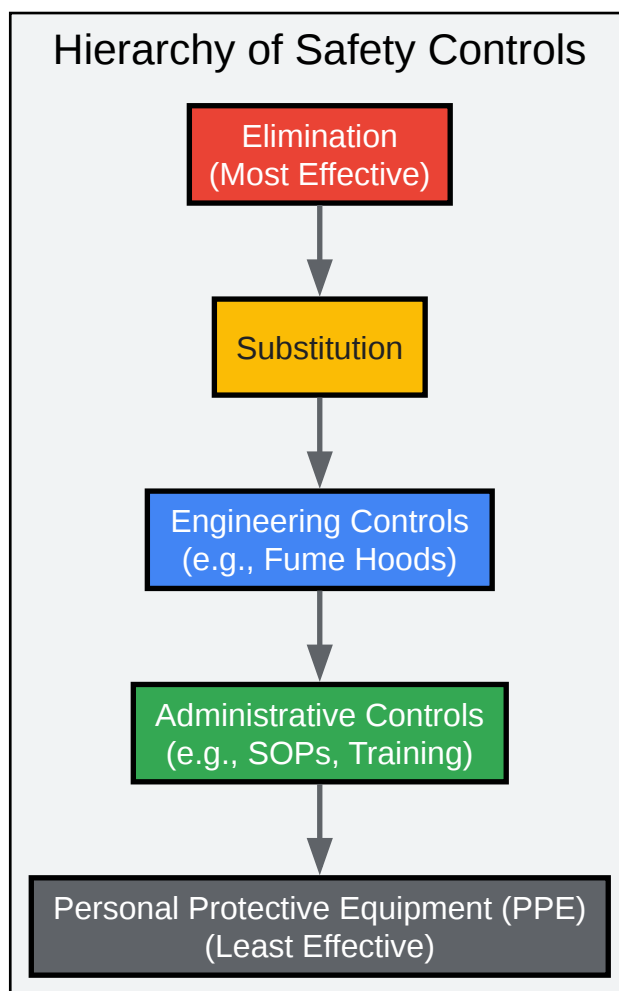 Hierarchy of Safety Controls
Elimination
(Most Effective)
Substitution
Engineering Controls
(e.g., Fume Hoods)
Administrative Controls
(e.g., SOPs, Training)
Personal Protective Equipment (PPE)
(Least Effective)